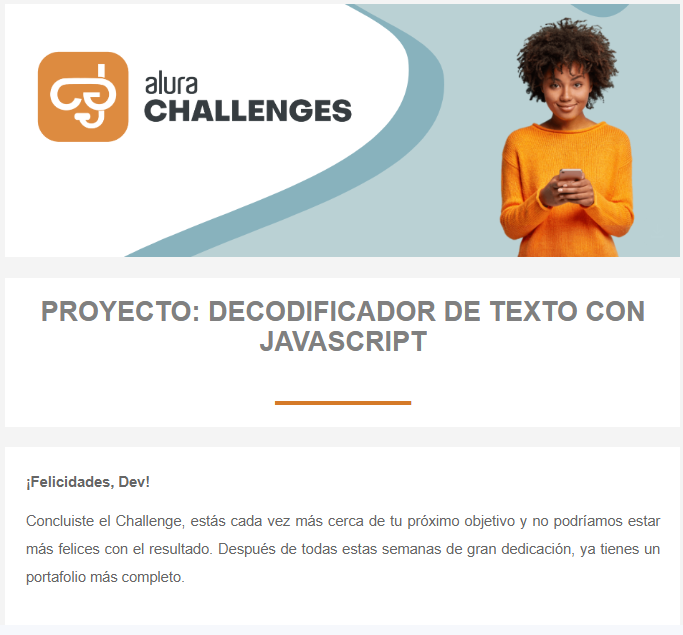 alura
CHALLENGES
PROYECTO: DECODIFICADOR DE TEXTO CON
JAVASCRIPT
¡Felicidades, Dev!
Concluiste el Challenge, estás cada vez más cerca de tu próximo objetivo y no podríamos estar
más felices con el resultado. Después de todas estas semanas de gran dedicación, ya tienes un
portafolio más completo.